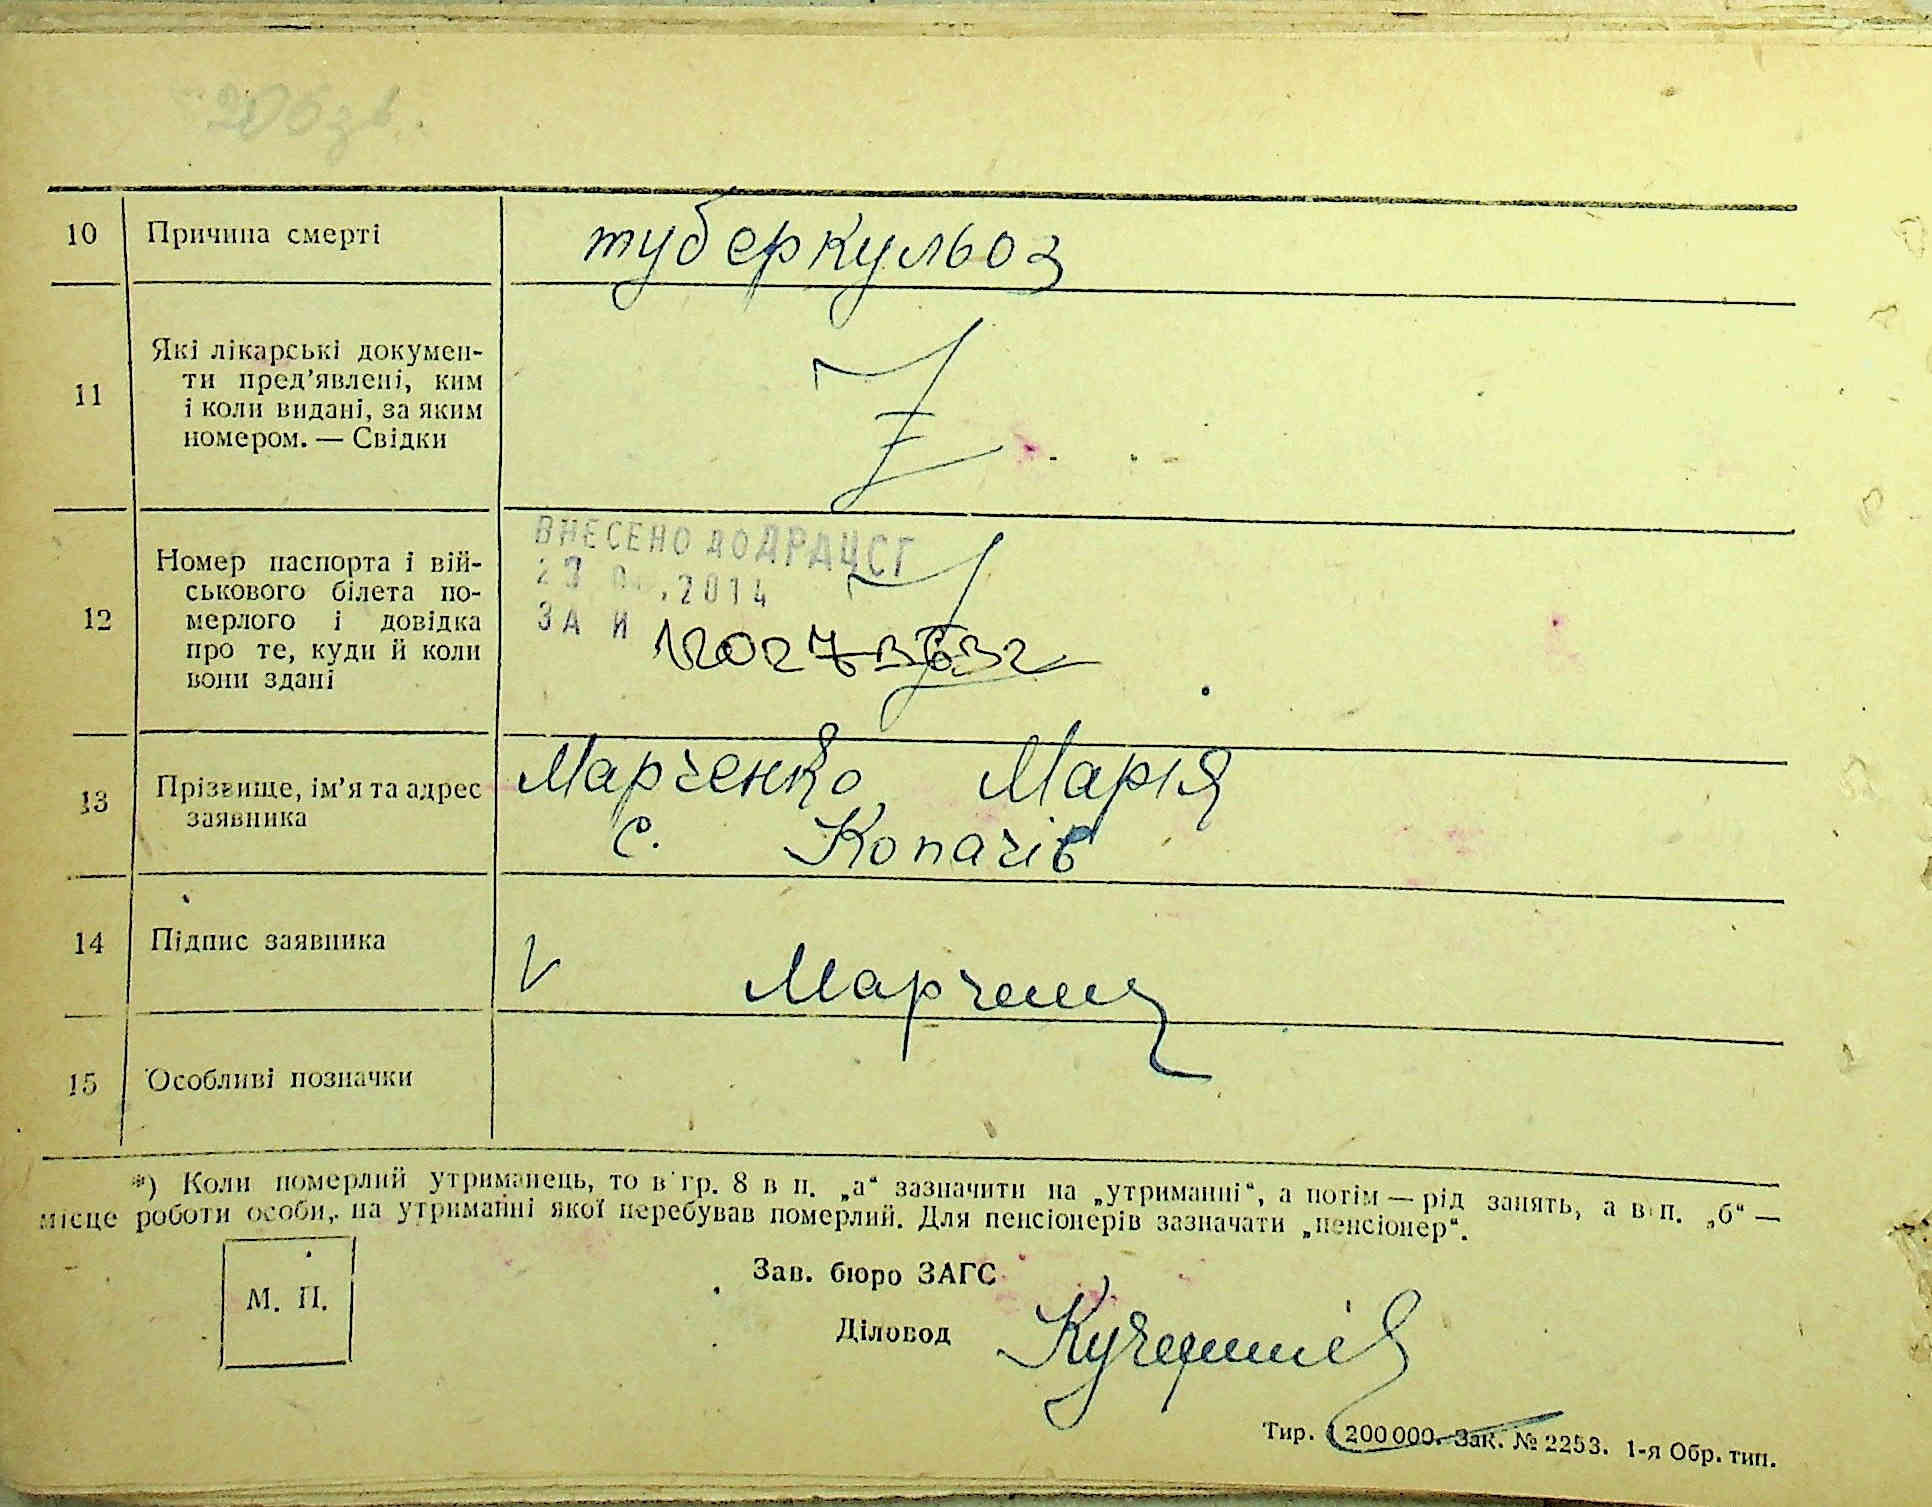 10 Причина смерті туберкульоз
11 Які лікарські докумен-
ти пред’явлені, ким
і коли видані, за яким
номером. — Свідки
ВНЕСЕНО ДО ДРАЦСГ
2014
ЗА
12 Номер паспорта і вій-
ськового білета по-
мерлого і довідка
про те, куди й коли
вони здані
13 Прізвище, ім’я та адрес
заявника
Марченко Марія
с. Копачів
14 Підпис заявника
V Марченко
15 Особливі позначки
*) Коли померлий утриманець, то в гр. 8 в п. „а“ зазначити на „утриманні“, а потім — рід занять, а в п. „б“ —
місце роботи особи, на утриманні якої перебував померлий. Для пенсіонерів зазначати „пенсіонер“.
М. П.
Зав. бюро ЗАГС
Діловод
Тир. 1 200 000. Зак. № 2253. 1-я Обр. тип.